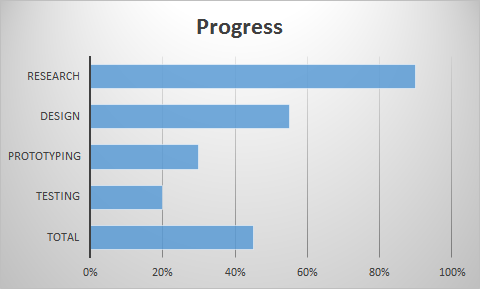 Progress
RESEARCH
DESIGN
PROTOTYPING
TESTING
TOTAL
0% 20% 40% 60% 80% 100%